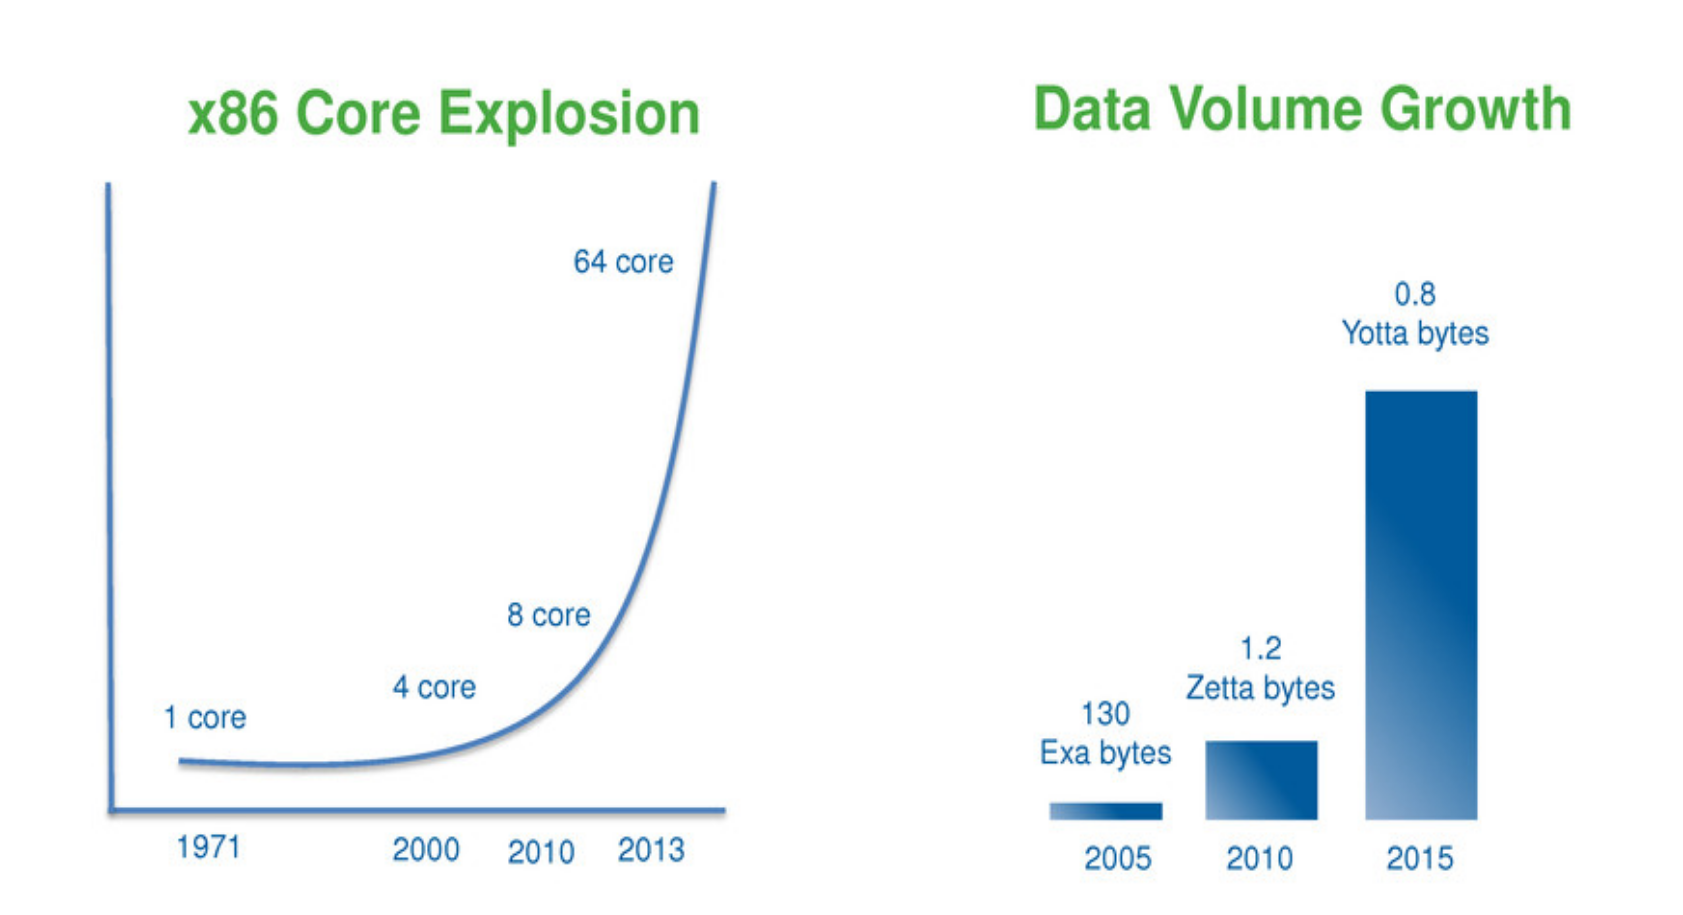 x86 Core Explosion
64 core
8 core
4 core
1 core
1971 2000 2010 2013
Data Volume Growth
0.8
Yotta bytes
1.2
Zetta bytes
130
Exa bytes
2005 2010 2015